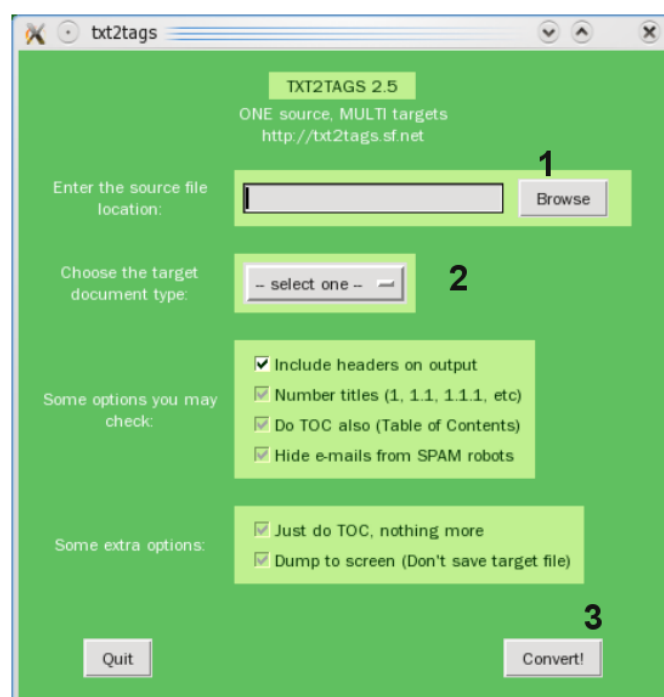 txt2tags
TXT2TAGS 2.5
ONE source, MULTI targets
http://txt2tags.sf.net
1
Enter the source file
location:
Browse
Choose the target
document type:
-- select one --
2
Some options you may
check:
Include headers on output
Number titles (1, 1.1, 1.1.1, etc)
Do TOC also (Table of Contents)
Hide e-mails from SPAM robots
Some extra options:
Just do TOC, nothing more
Dump to screen (Don't save target file)
3
Quit
Convert!